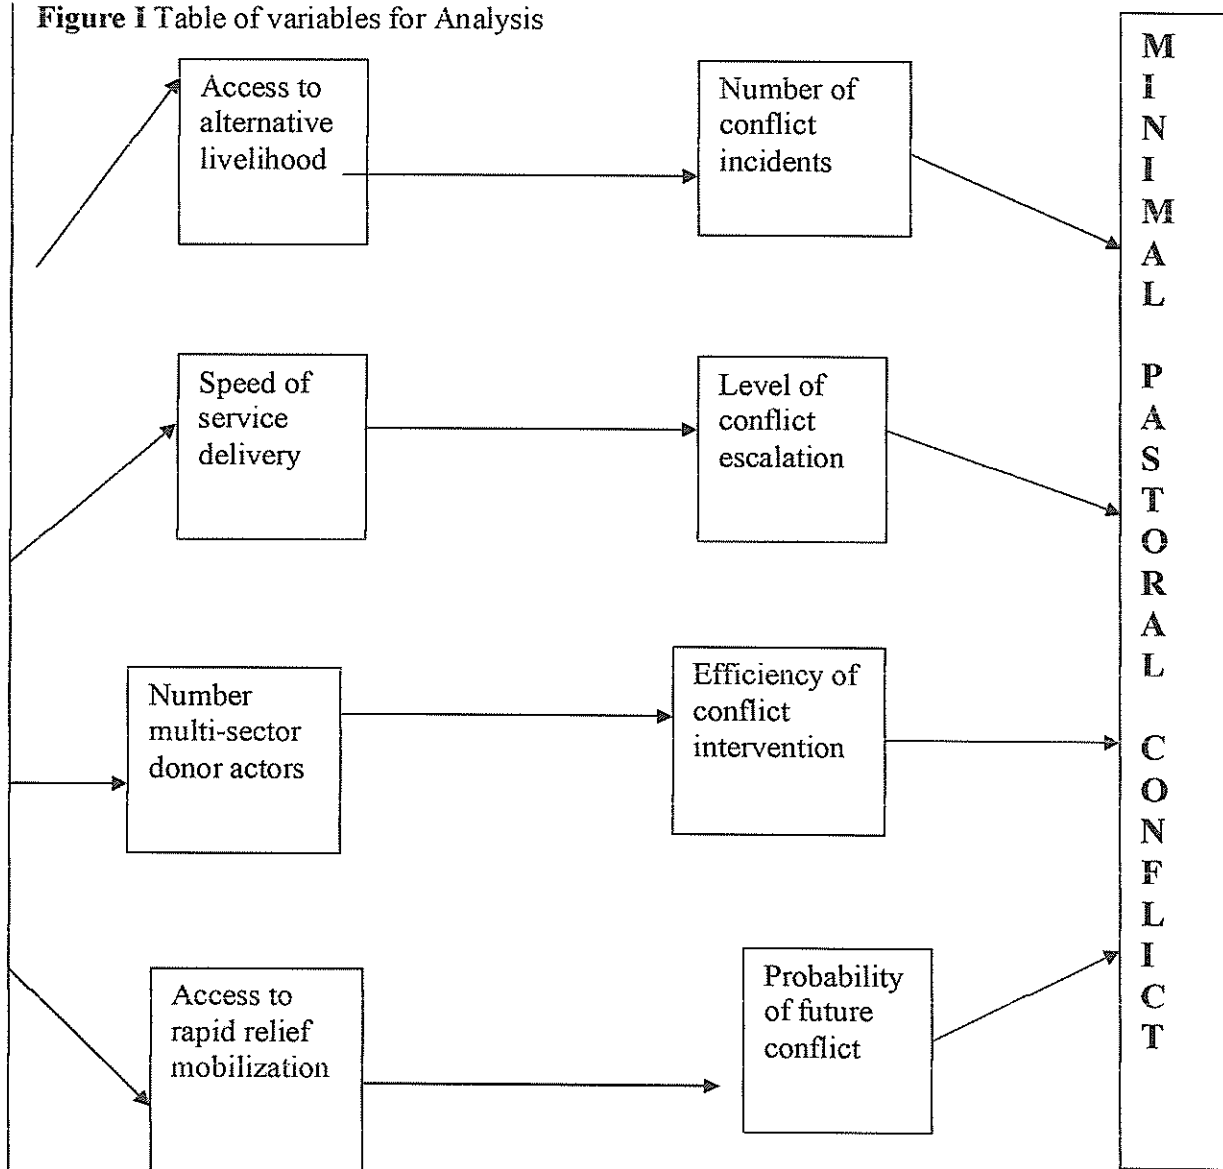 Figure I Table of variables for Analysis
Access to
alternative
livelihood
Number of
conflict
incidents
Speed of
service
delivery
Level of
conflict
escalation
Number
multi-sector
donor actors
Efficiency of
conflict
intervention
Access to
rapid relief
mobilization
Probability
of future
conflict
M
I
N
I
M
A
L
P
A
S
T
O
R
A
L
C
O
N
F
L
I
C
T